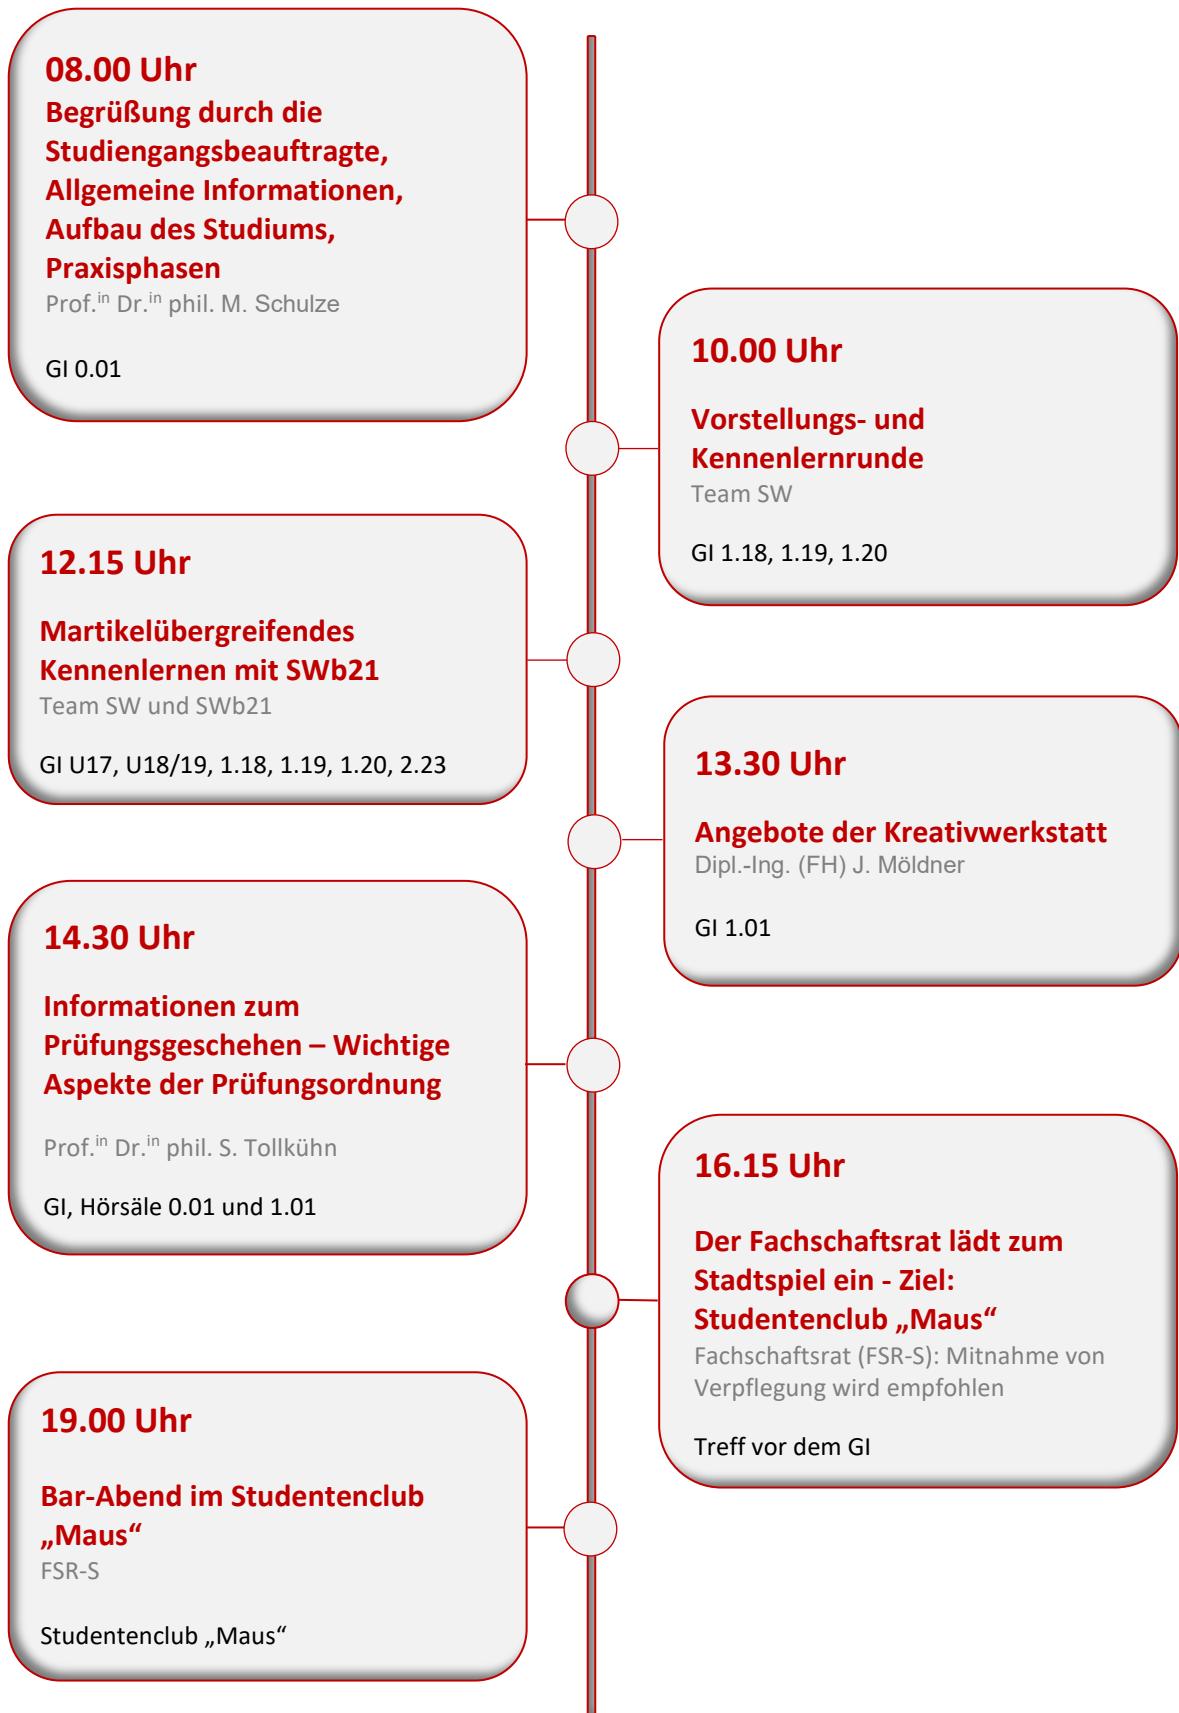 08.00 Uhr
Begrüßung durch die
Studiengangsbeauftragte,
Allgemeine Informationen,
Aufbau des Studiums,
Praxisphasen
Prof.in Dr.in phil. M. Schulze
GI 0.01
10.00 Uhr
Vorstellungs- und
Kennenlernrunde
Team SW
GI 1.18, 1.19, 1.20
12.15 Uhr
Martikelübergreifendes
Kennenlernen mit SWb21
Team SW und SWb21
GI U17, U18/19, 1.18, 1.19, 1.20, 2.23
13.30 Uhr
Angebote der Kreativwerkstatt
Dipl.-Ing. (FH) J. Möldner
GI 1.01
14.30 Uhr
Informationen zum
Prüfungsgeschehen – Wichtige
Aspekte der Prüfungsordnung
Prof.in Dr.in phil. S. Tollkühn
GI, Hörsäle 0.01 und 1.01
16.15 Uhr
Der Fachschaftsrat lädt zum
Stadtspiel ein - Ziel:
Studentenclub „Maus“
Fachschaftsrat (FSR-S): Mitnahme von
Verpflegung wird empfohlen
Treff vor dem GI
19.00 Uhr
Bar-Abend im Studentenclub
„Maus“
FSR-S
Studentenclub „Maus“